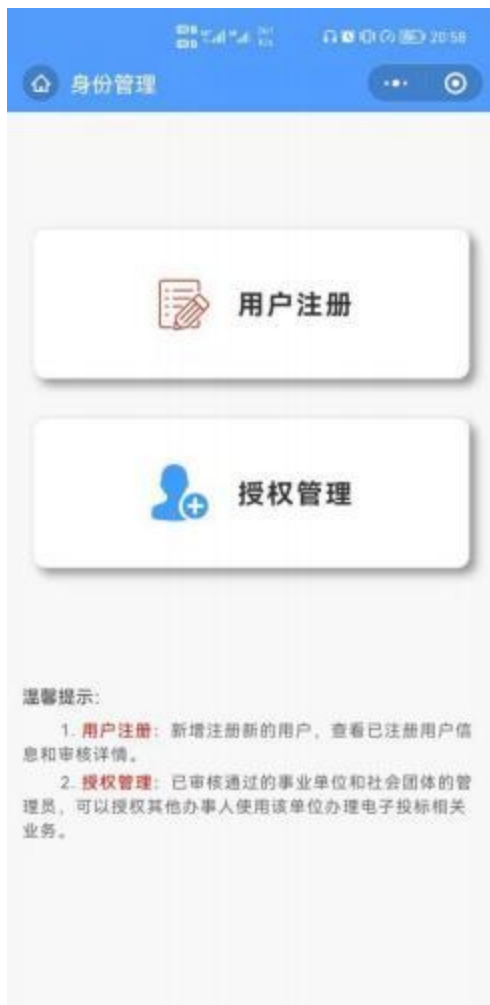 20:58
身份管理
用户注册
授权管理
温馨提示:
1. 用户注册: 新增注册新的用户, 查看已注册用户信
息和审核详情。
2. 授权管理: 已审核通过的事业单位和社会团体的管
理员, 可以授权其他办事人使用该单位办理电子投标相关
业务。